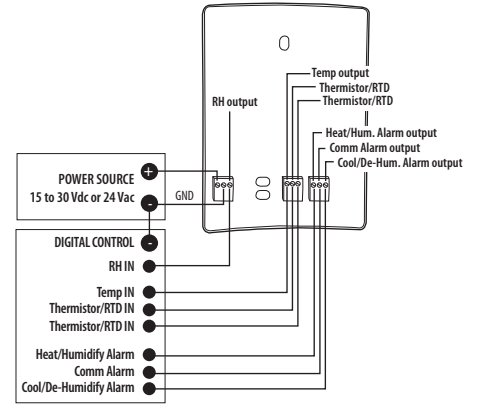 Temp output
Thermistor/RTD
RH output
Thermistor/RTD
Heat/Hum. Alarm output
Comm Alarm output
Cool/De-Hum. Alarm output
+
POWER SOURCE
15 to 30 Vdc or 24 Vac
-
GND
DIGITAL CONTROL
-
RH IN
Temp IN
Thermistor/RTD IN
Thermistor/RTD IN
Heat/Humidify Alarm
Comm Alarm
Cool/De-Humidify Alarm